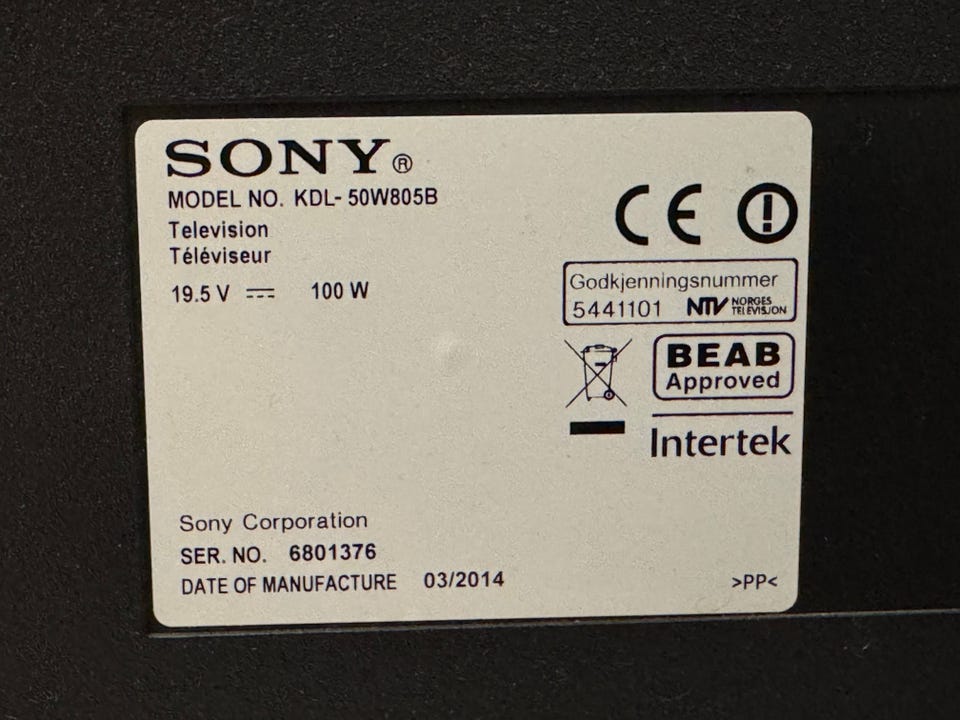 SONY®
MODEL NO. KDL- 50W805B
Television
Téléviseur
19.5 V ⎓ 100 W
CE
Godkjenningsnummer
5441101 NTV NORGES TELEVISJON
BEAB
Approved
Intertek
Sony Corporation
SER. NO. 6801376
DATE OF MANUFACTURE 03/2014
>PP<